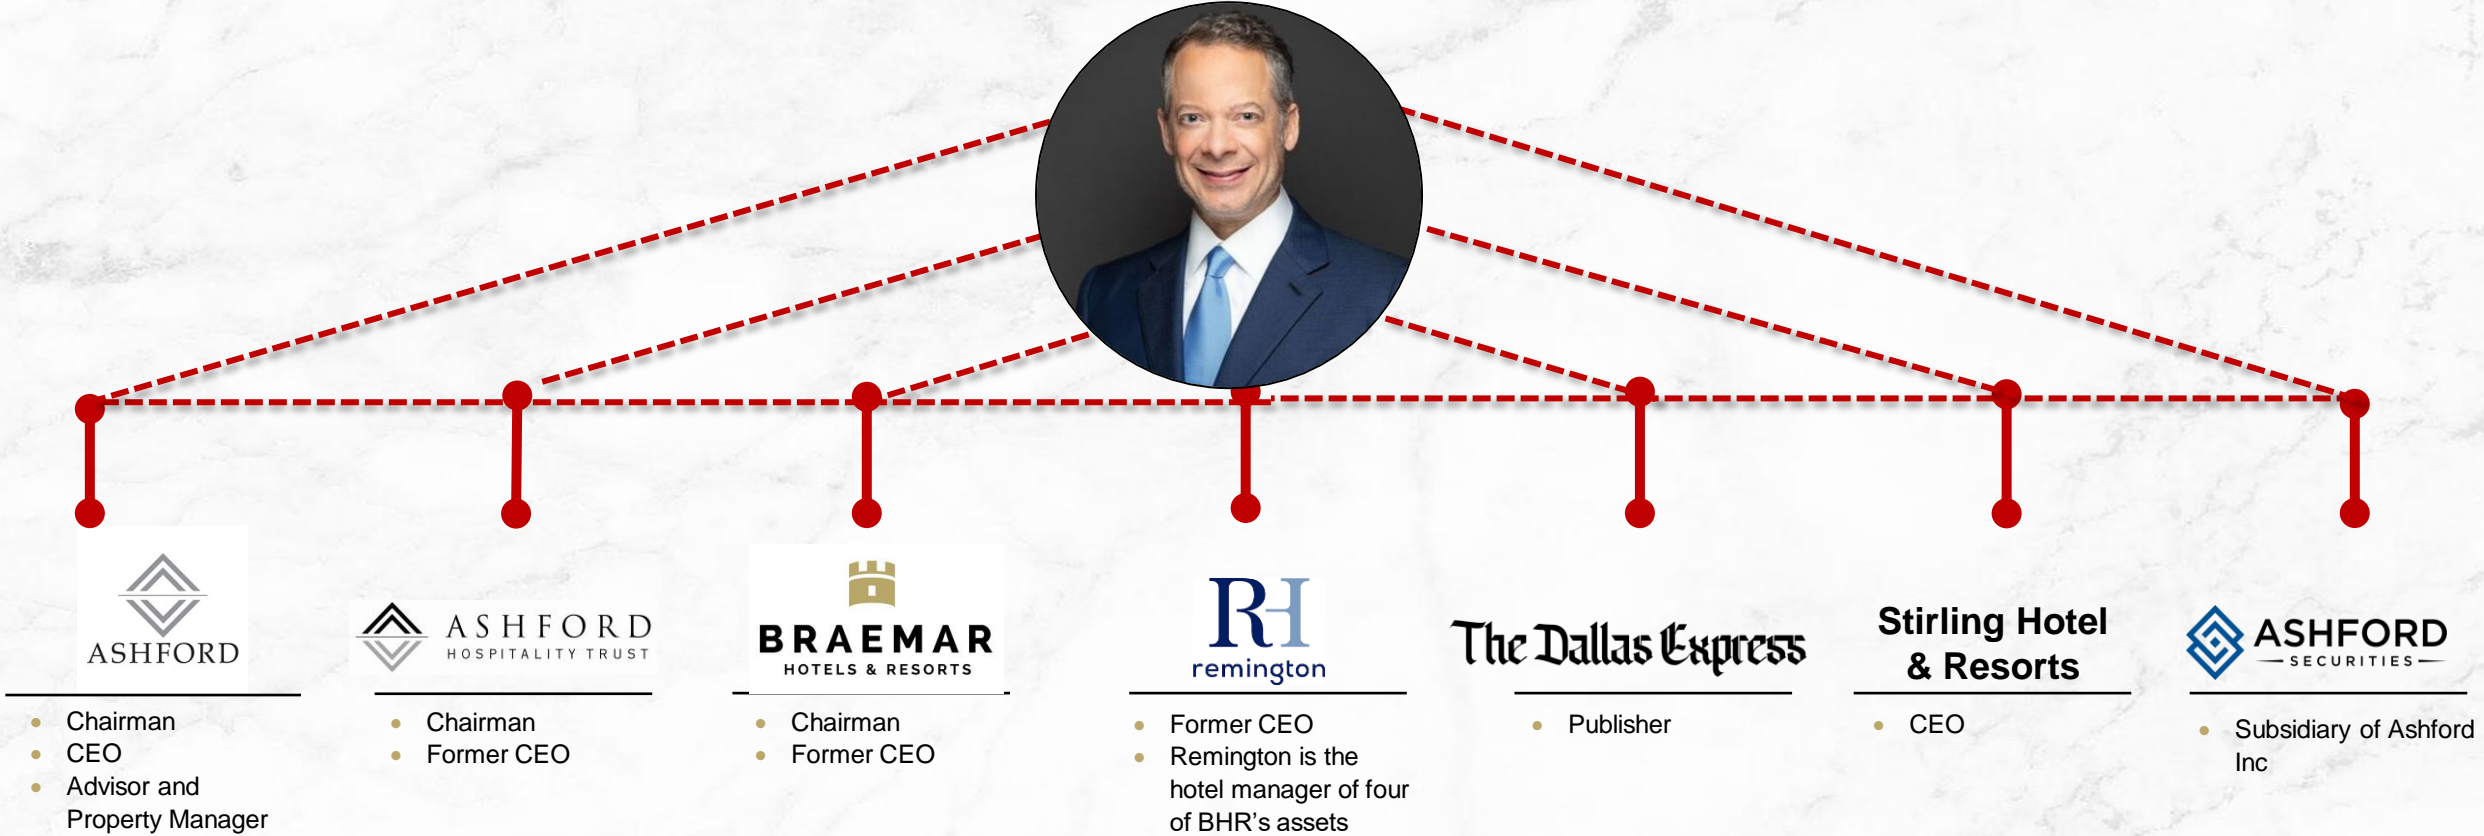 ASHFORD
• Chairman
• CEO
• Advisor and
Property Manager
ASHFORD
HOSPITALITY TRUST
• Chairman
• Former CEO
BRAEMAR
HOTELS & RESORTS
• Chairman
• Former CEO
RH
remington
• Former CEO
• Remington is the
hotel manager of four
of BHR's assets
The Dallas Express
• Publisher
Stirling Hotel
& Resorts
• CEO
ASHFORD
SECURITIES
• Subsidiary of Ashford
Inc